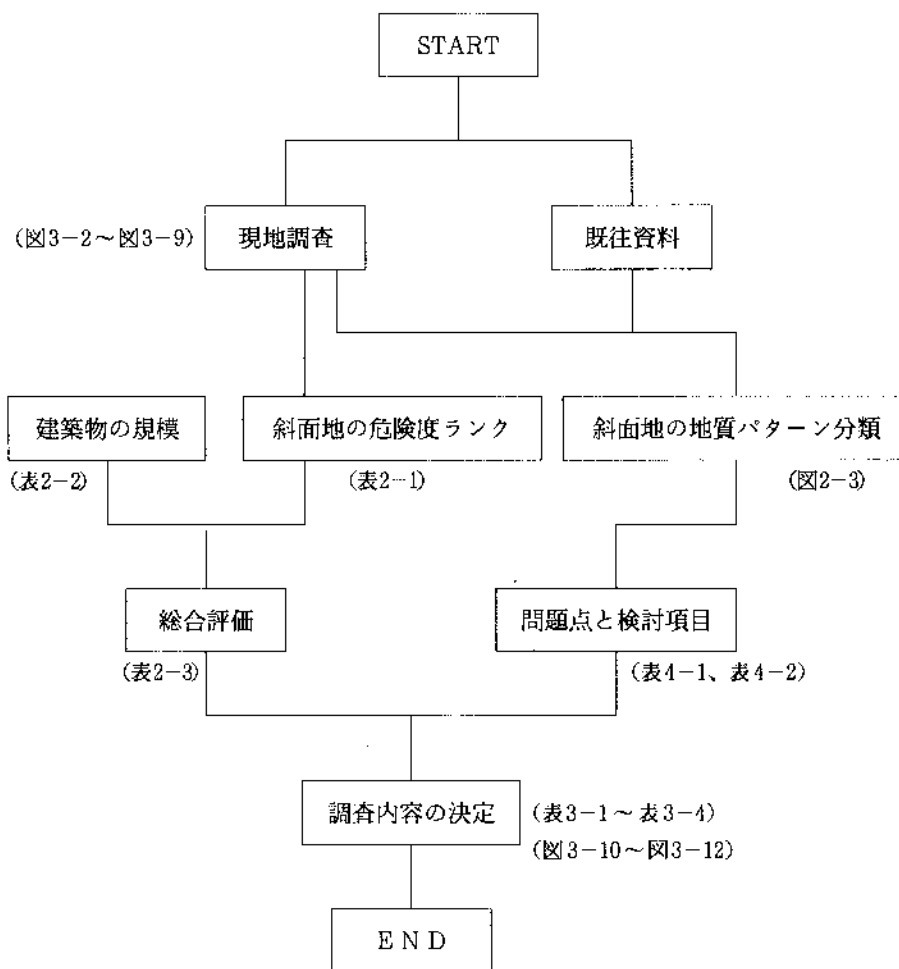 START
(図3-2～図3-9)
現地調査
既往資料
建築物の規模
斜面地の危険度ランク
斜面地の地質パターン分類
(表2-2)
(表2-1)
(図2-3)
総合評価
問題点と検討項目
(表2-3)
(表4-1、表4-2)
調査内容の決定
(表3-1～表3-4)
(図3-10～図3-12)
END